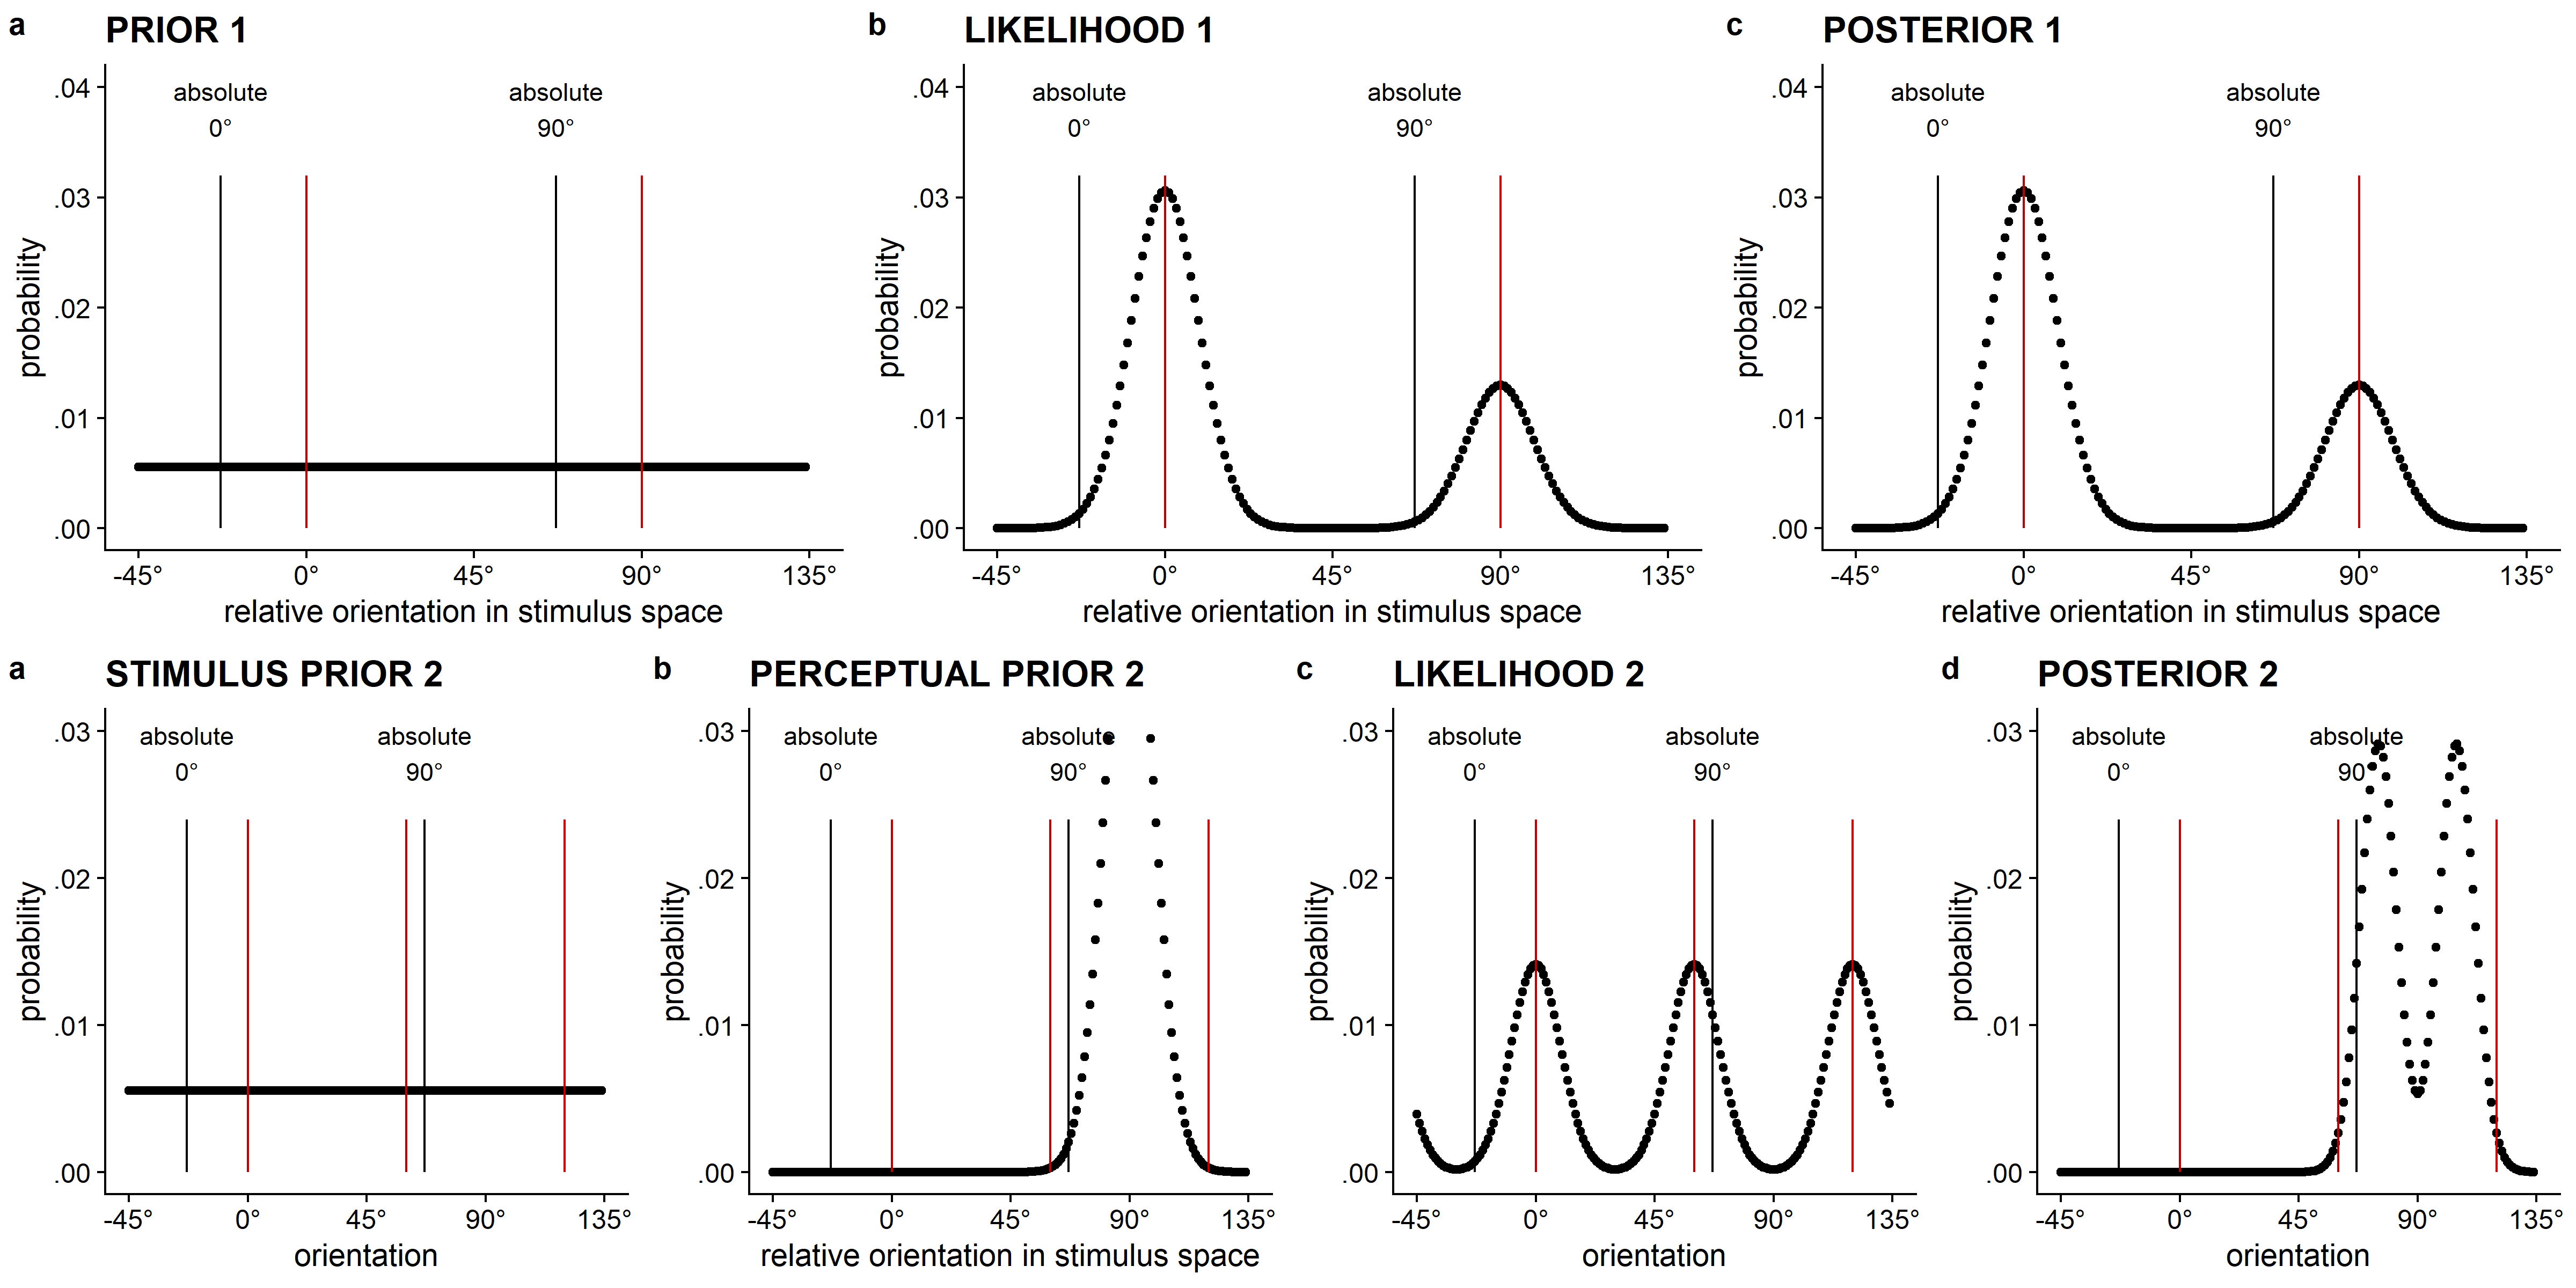 a PRIOR 1
absolute absolute
0° 90°
.04
.03
.02
.01
.00
probability
-45° 0° 45° 90° 135°
relative orientation in stimulus space
b LIKELIHOOD 1
absolute absolute
0° 90°
.04
.03
.02
.01
.00
probability
-45° 0° 45° 90° 135°
relative orientation in stimulus space
c POSTERIOR 1
absolute absolute
0° 90°
.04
.03
.02
.01
.00
probability
-45° 0° 45° 90° 135°
relative orientation in stimulus space
a STIMULUS PRIOR 2
absolute absolute
0° 90°
.03
.02
.01
.00
probability
-45° 0° 45° 90° 135°
orientation
b PERCEPTUAL PRIOR 2
absolute absolute
0° 90°
.03
.02
.01
.00
probability
-45° 0° 45° 90° 135°
relative orientation in stimulus space
c LIKELIHOOD 2
absolute absolute
0° 90°
.03
.02
.01
.00
probability
-45° 0° 45° 90° 135°
orientation
d POSTERIOR 2
absolute absolute
0° 90
.03
.02
.01
.00
probability
-45° 0° 45° 90° 135°
orientation